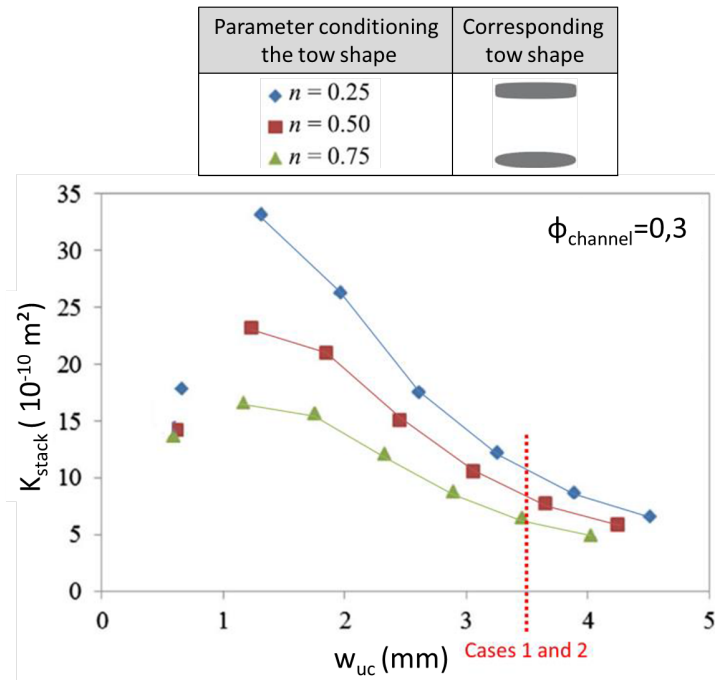 Parameter conditioning
the tow shape
Corresponding
tow shape
n = 0.25
n = 0.50
n = 0.75
ϕchannel=0,3
Kstack ( 10⁻¹⁰ m²)
35
30
25
20
15
10
5
0
0 1 2 3 4 5
Cases 1 and 2
wuc (mm)